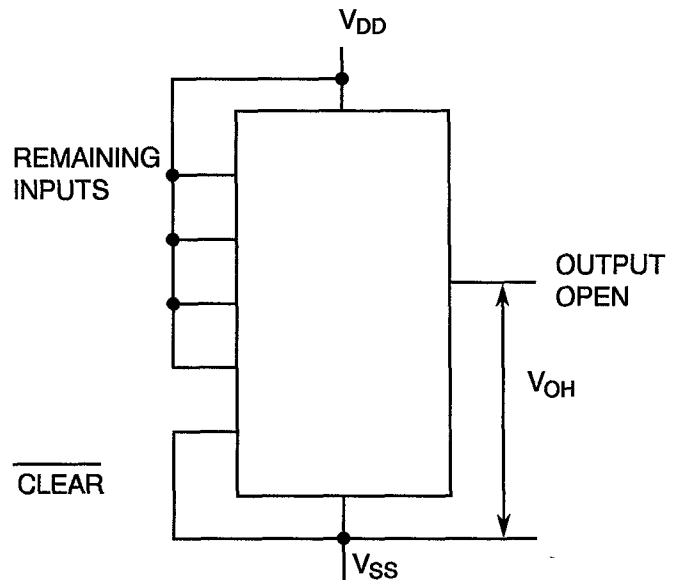 VDD
REMAINING
INPUTS
OUTPUT
OPEN
VOH
CLEAR
VSS